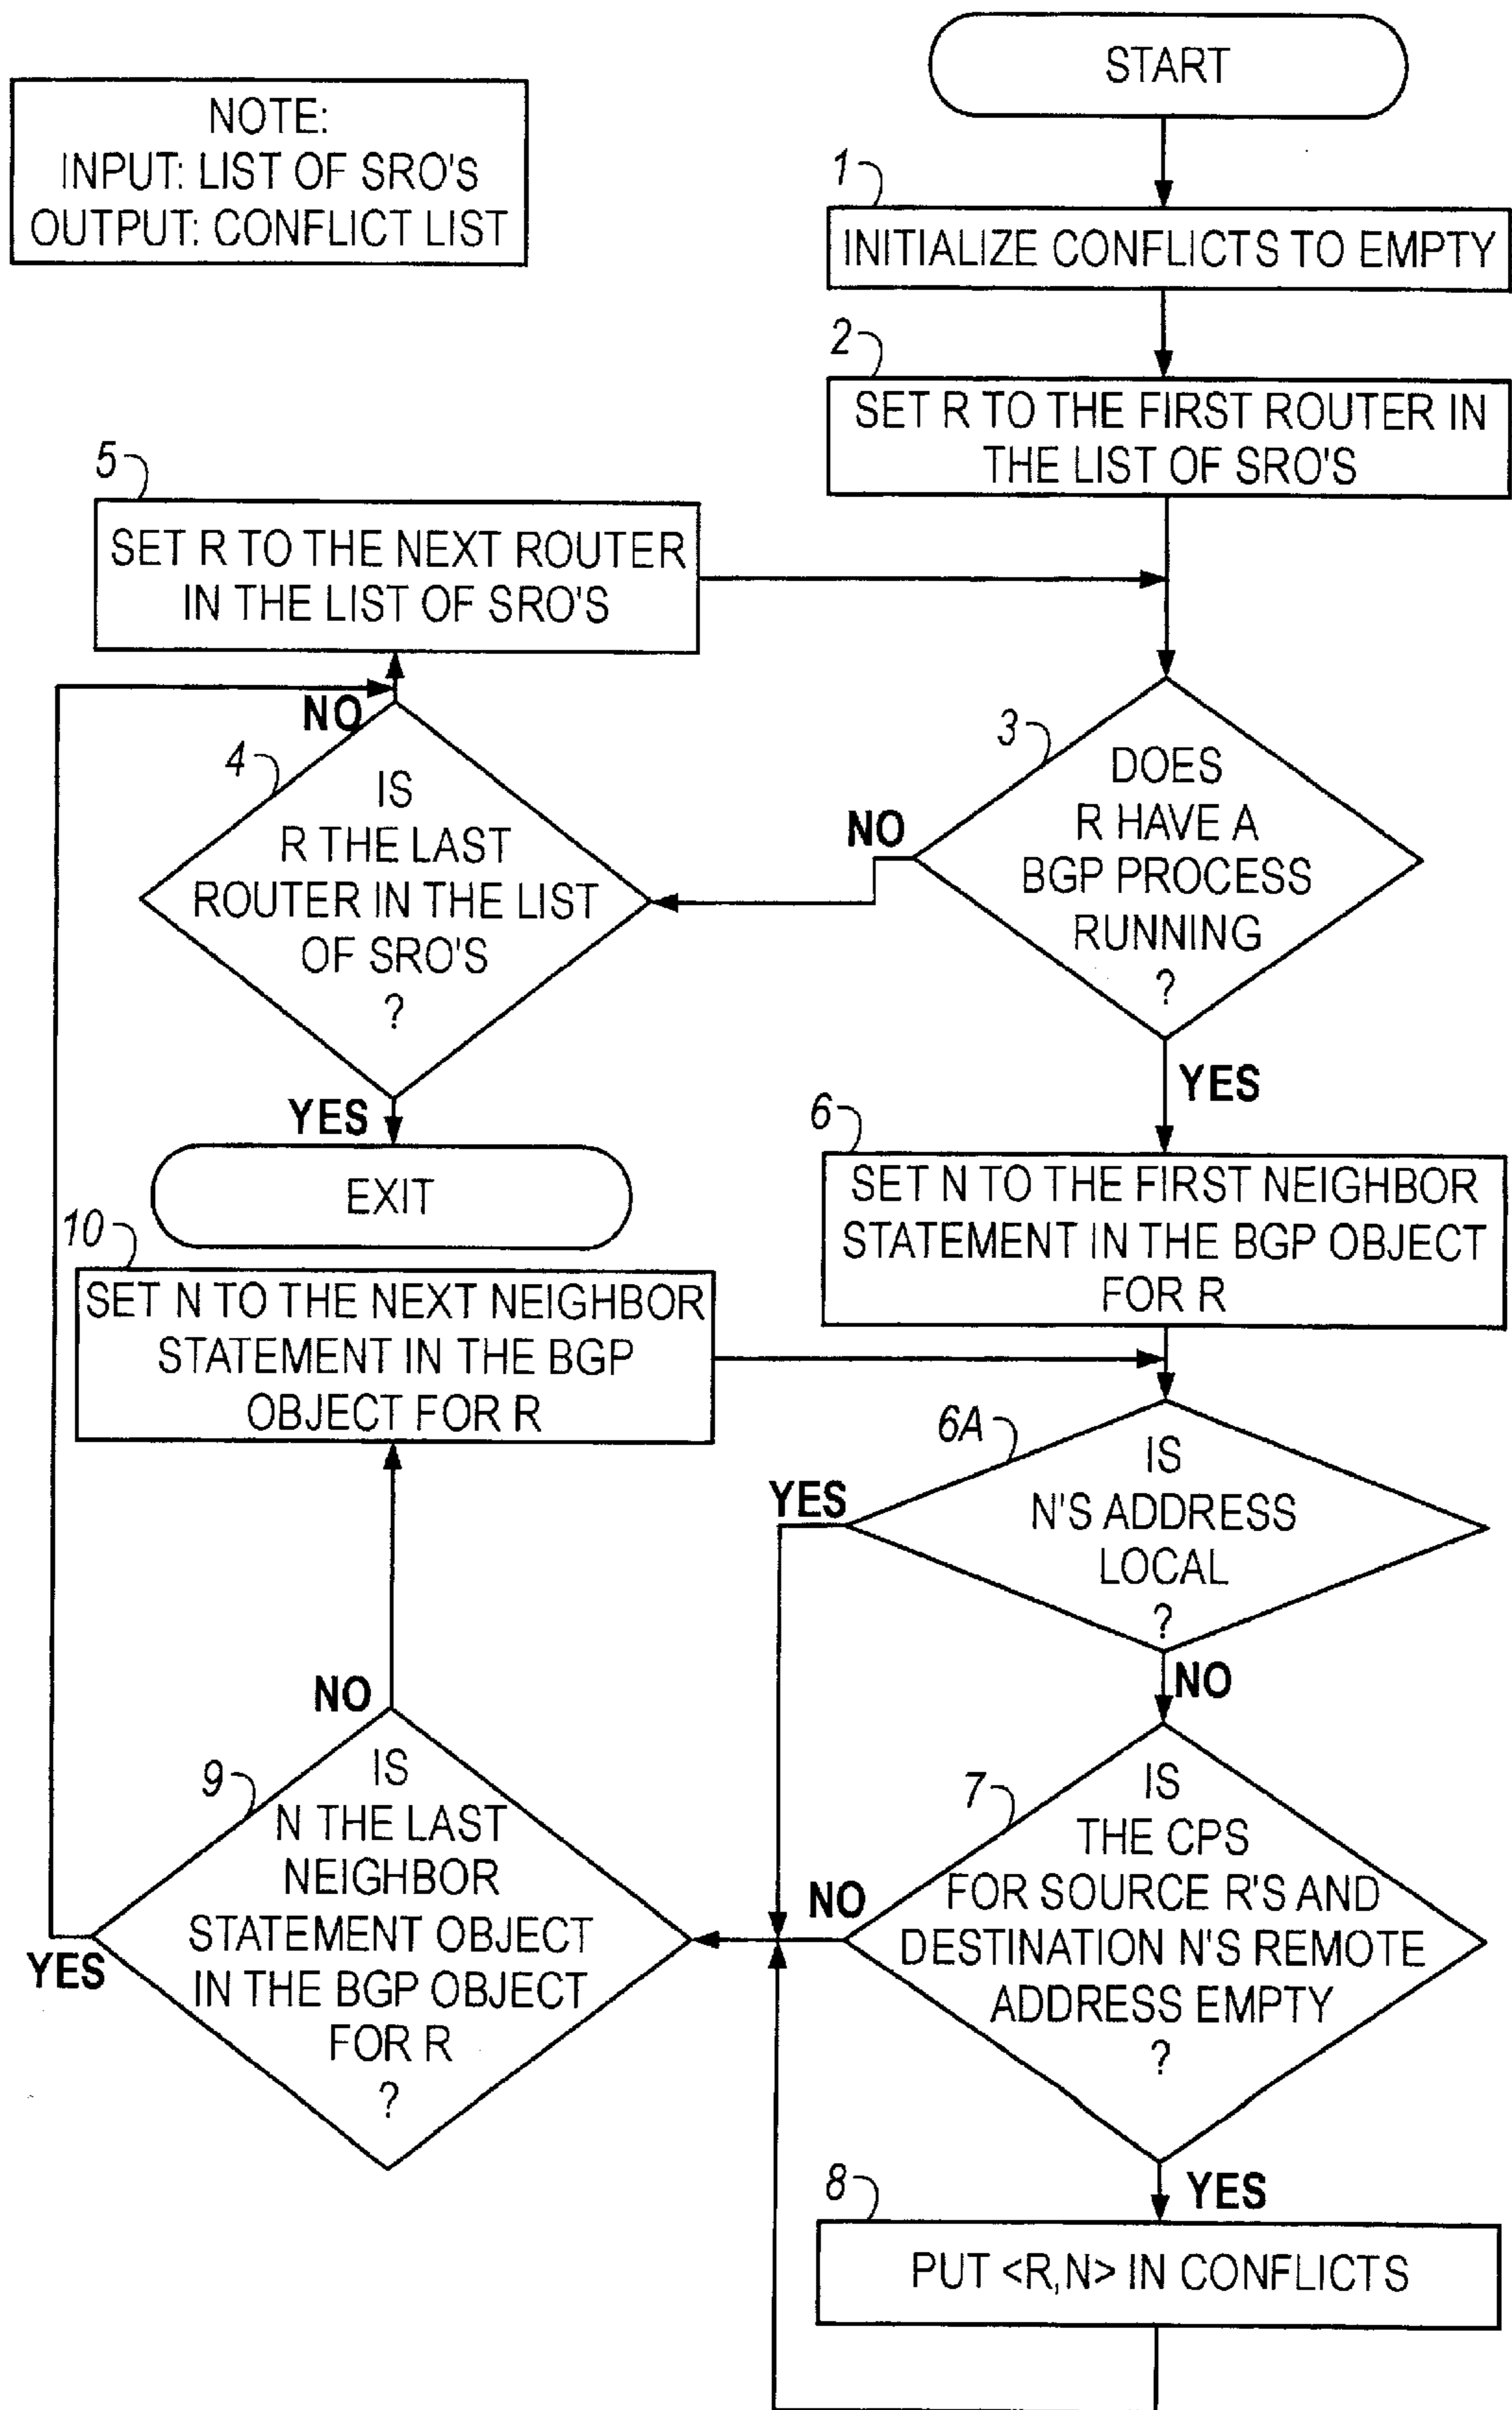 START
NOTE:
INPUT: LIST OF SRO's
OUTPUT: CONFLICT LIST
1
INITIALIZE CONFLICTS TO EMPTY
2
SET R TO THE FIRST ROUTER IN
THE LIST OF SRO'S
5
SET R TO THE NEXT ROUTER
IN THE LIST OF SRO'S
NO
4
IS
R THE LAST
ROUTER IN THE LIST
OF SRO'S
?
YES
EXIT
3
DOES
R HAVE A
BGP PROCESS
RUNNING
?
NO
YES
6
SET N TO THE FIRST NEIGHBOR
STATEMENT IN THE BGP OBJECT
FOR R
10
SET N TO THE NEXT NEIGHBOR
STATEMENT IN THE BGP
OBJECT FOR R
6A
IS
N'S ADDRESS
LOCAL
?
YES
NO
7
IS
THE CPS
FOR SOURCE R'S AND
DESTINATION N'S REMOTE
ADDRESS EMPTY
?
NO
YES
9
IS
N THE LAST
NEIGHBOR
STATEMENT OBJECT
IN THE BGP OBJECT
FOR R
?
NO
YES
8
PUT <R,N> IN CONFLICTS